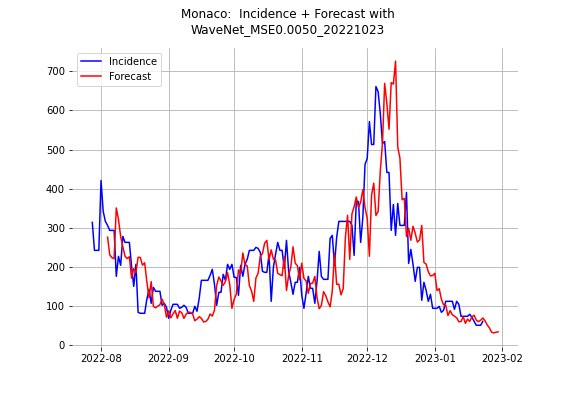 Monaco:  Incidence + Forecast with
WaveNet_MSE0.0050_20221023
Incidence
Forecast
700
600
500
400
300
200
100
0
2022-08 2022-09 2022-10 2022-11 2022-12 2023-01 2023-02